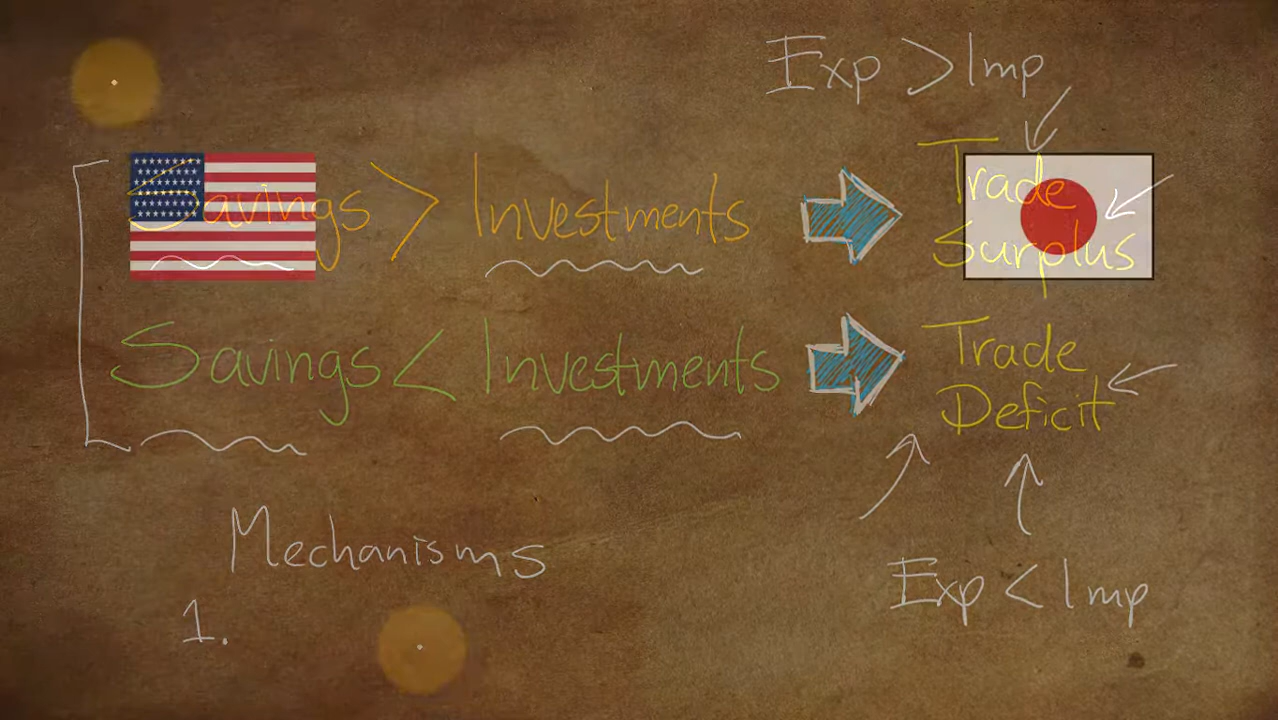 Exp > Imp
Savings > Investments
Trade
Surplus
Savings < Investments
Trade
Deficit
Mechanisms
Exp < Imp
1.